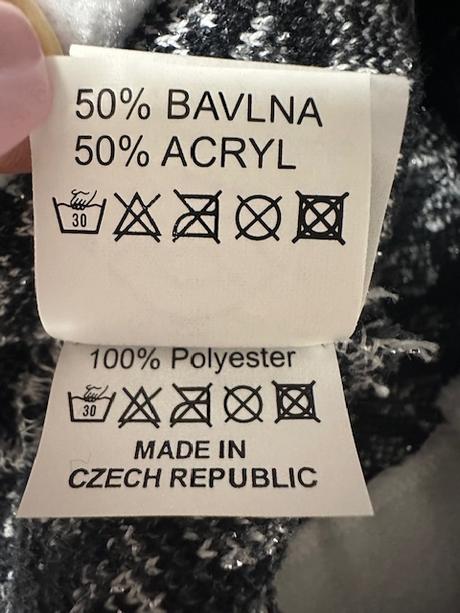 50% BAVLNA
50% ACRYL
30
100% Polyester
30
MADE IN
CZECH REPUBLIC